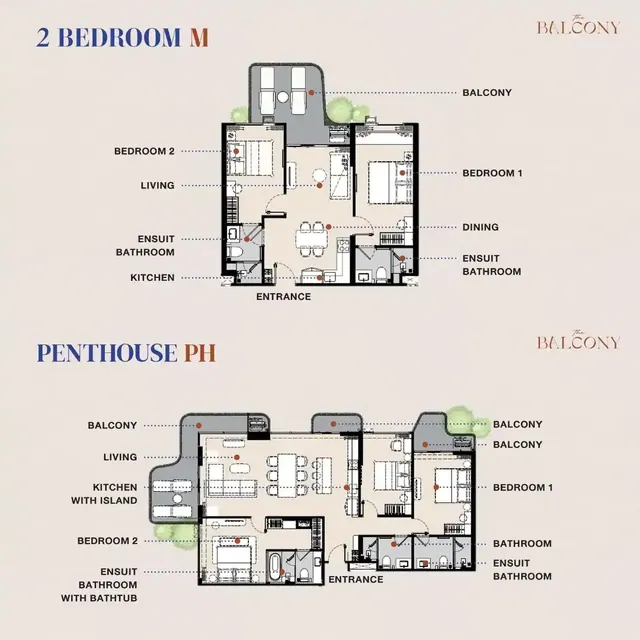 2 BEDROOM M
The
BALCONY
BALCONY
BEDROOM 2
LIVING
BEDROOM 1
DINING
ENSUIT
BATHROOM
ENSUIT
BATHROOM
KITCHEN
ENTRANCE
PENTHOUSE PH
The
BALCONY
BALCONY
BALCONY
BALCONY
LIVING
KITCHEN
WITH ISLAND
BEDROOM 1
BEDROOM 2
BATHROOM
ENSUIT
BATHROOM
WITH BATHTUB
ENSUIT
BATHROOM
ENTRANCE